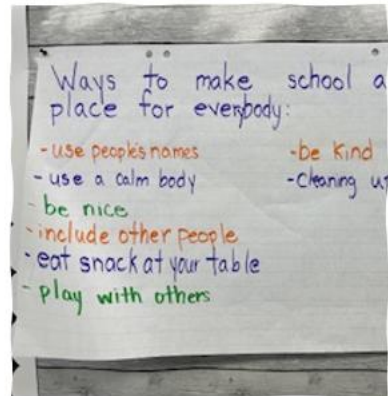 Ways to make school a
place for everybody:
-use people's names
-use a calm body
-be nice
-include other people
-eat snack at your table
-play with others
-be kind
-Cleaning